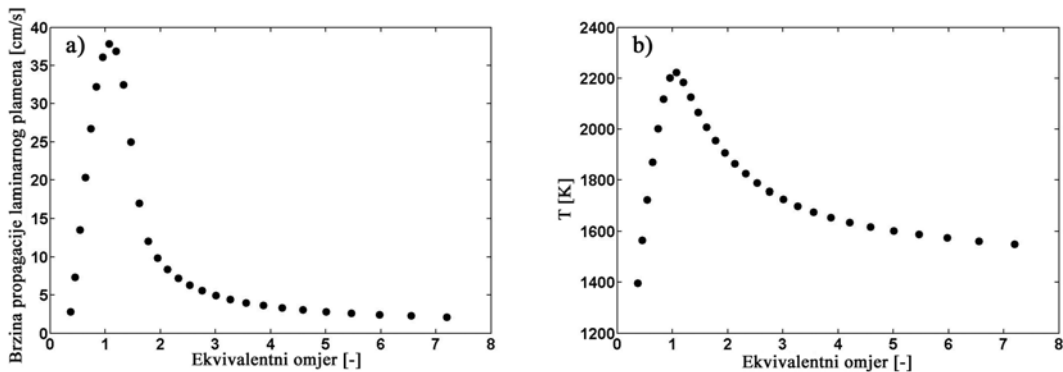 a)
Brzina propagacije laminarnog plamena [cm/s]
40
35
30
25
20
15
10
5
0
0 1 2 3 4 5 6 7 8
Ekvivalentni omjer [-]
b)
T [K]
2400
2200
2000
1800
1600
1400
1200
0 1 2 3 4 5 6 7 8
Ekvivalentni omjer [-]